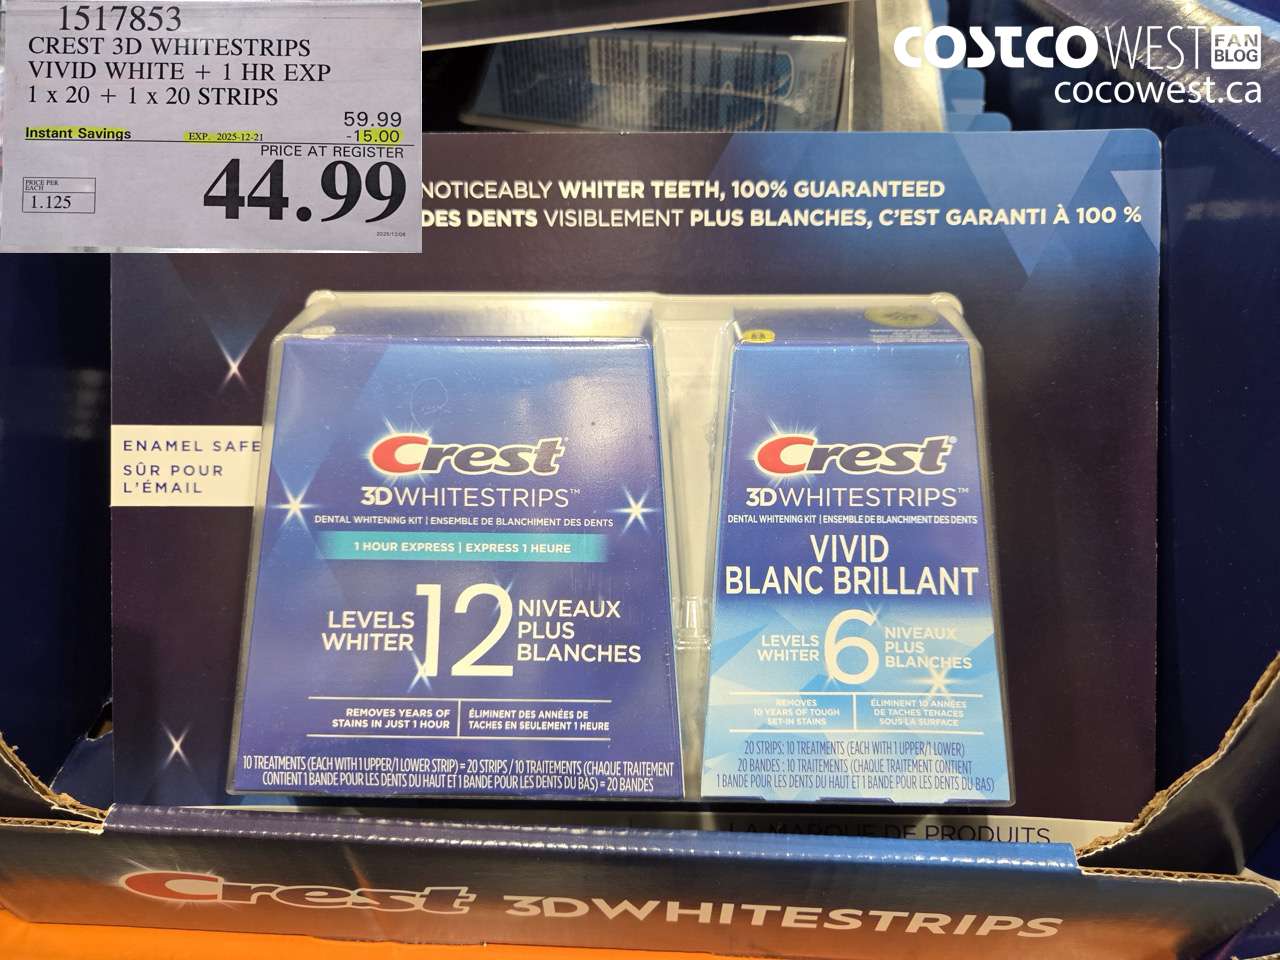 1517853
CREST 3D WHITESTRIPS
VIVID WHITE + 1 HR EXP
1 x 20 + 1 x 20 STRIPS
59.99
Instant Savings EXP. 2025-12-21 -15.00
PRICE AT REGISTER
44.99
PRICE PER
EACH
1.125
2025/12/06
COSTCO WEST FAN BLOG
cocowest.ca
NOTICEABLY WHITER TEETH, 100% GUARANTEED
DES DENTS VISIBLEMENT PLUS BLANCHES, C'EST GARANTI À 100 %
ENAMEL SAFE
SÛR POUR
L'ÉMAIL
Crest
3DWHITESTRIPS™
DENTAL WHITENING KIT | ENSEMBLE DE BLANCHIMENT DES DENTS
1 HOUR EXPRESS | EXPRESS 1 HEURE
LEVELS WHITER 12 NIVEAUX PLUS BLANCHES
REMOVES YEARS OF
STAINS IN JUST 1 HOUR
ÉLIMINENT DES ANNÉES DE
TACHES EN SEULEMENT 1 HEURE
10 TREATMENTS (EACH WITH 1 UPPER/1 LOWER STRIP) = 20 STRIPS / 10 TRAITEMENTS (CHAQUE TRAITEMENT
CONTIENT 1 BANDE POUR LES DENTS DU HAUT ET 1 BANDE POUR LES DENTS DU BAS) = 20 BANDES
Crest®
3DWHITESTRIPS™
DENTAL WHITENING KIT | ENSEMBLE DE BLANCHIMENT DES DENTS
VIVID
BLANC BRILLANT
LEVELS WHITER 6 NIVEAUX PLUS BLANCHES
REMOVES
10 YEARS OF TOUGH
SET-IN STAINS
ÉLIMINENT 10 ANNÉES
DE TACHES TENACES
SOUS LA SURFACE
20 STRIPS: 10 TREATMENTS (EACH WITH 1 UPPER/1 LOWER)
20 BANDES : 10 TRAITEMENTS (CHAQUE TRAITEMENT CONTIENT
1 BANDE POUR LES DENTS DU HAUT ET 1 BANDE POUR LES DENTS DU BAS)
LA MARQUE DE PRODUITS
Crest 3DWHITESTRIPS